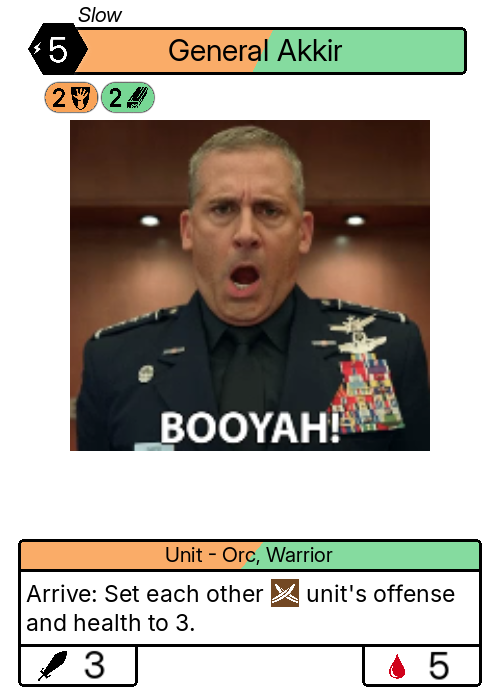 Slow
5
General Akkir
2 2
BOOYAH!
Unit - Orc, Warrior
Arrive: Set each other unit's offense
and health to 3.
3 5